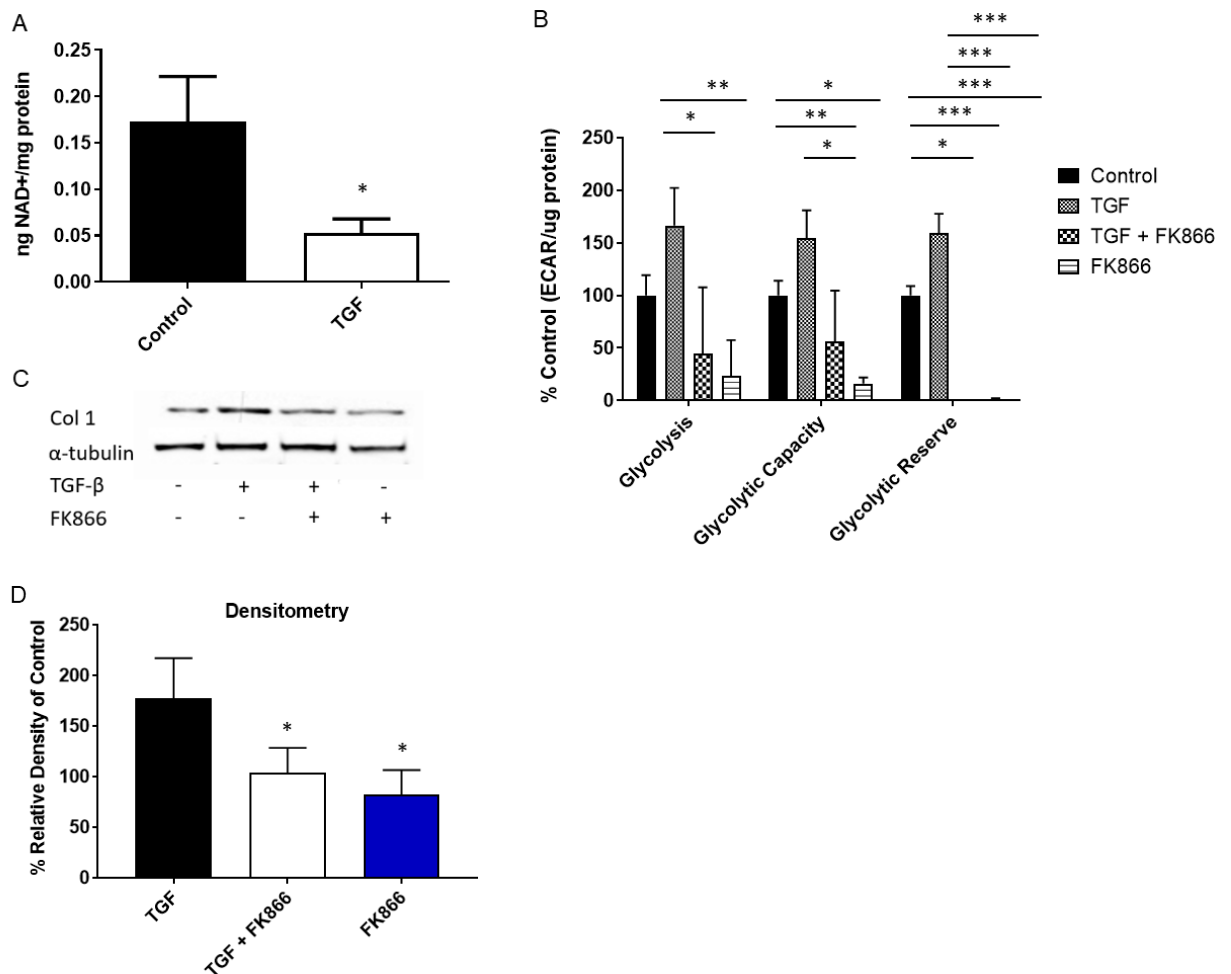 A
ng NAD+/mg protein
0.25
0.20
0.15
0.10
0.05
0.00
*
Control
TGF
B
% Control (ECAR/ug protein)
250
200
150
100
50
0
**
*
*
**
*
***
***
***
***
*
Glycolysis
Glycolytic Capacity
Glycolytic Reserve
Control
TGF
TGF + FK866
FK866
C
Col 1
α-tubulin
TGF-β - + + -
FK866 - - + +
D
Densitometry
% Relative Density of Control
250
200
150
100
50
0
*
*
TGF
TGF + FK866
FK866